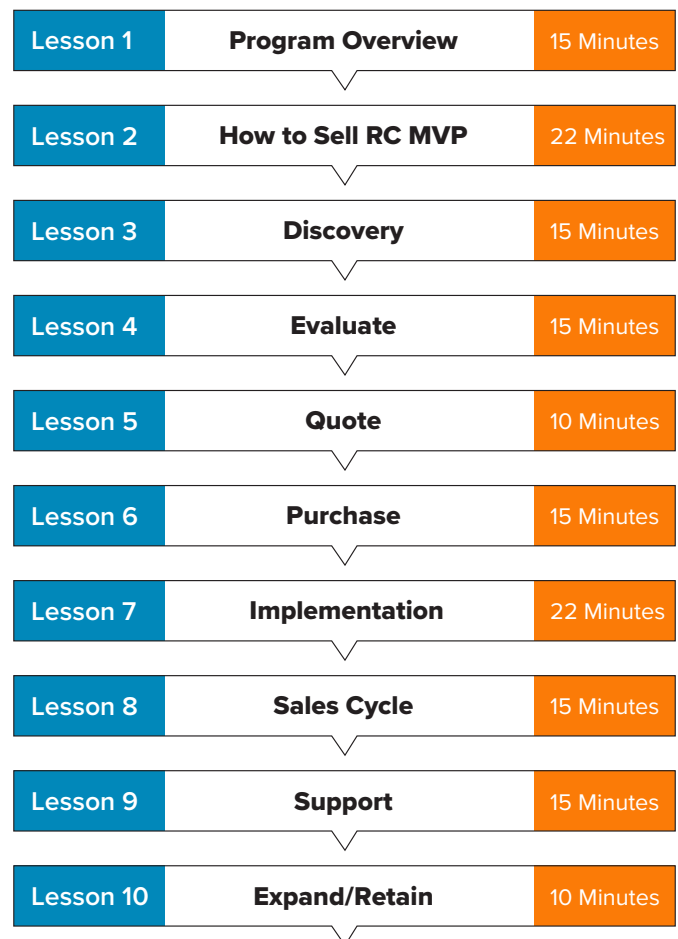 Lesson 1 Program Overview 15 Minutes
Lesson 2 How to Sell RC MVP 22 Minutes
Lesson 3 Discovery 15 Minutes
Lesson 4 Evaluate 15 Minutes
Lesson 5 Quote 10 Minutes
Lesson 6 Purchase 15 Minutes
Lesson 7 Implementation 22 Minutes
Lesson 8 Sales Cycle 15 Minutes
Lesson 9 Support 15 Minutes
Lesson 10 Expand/Retain 10 Minutes